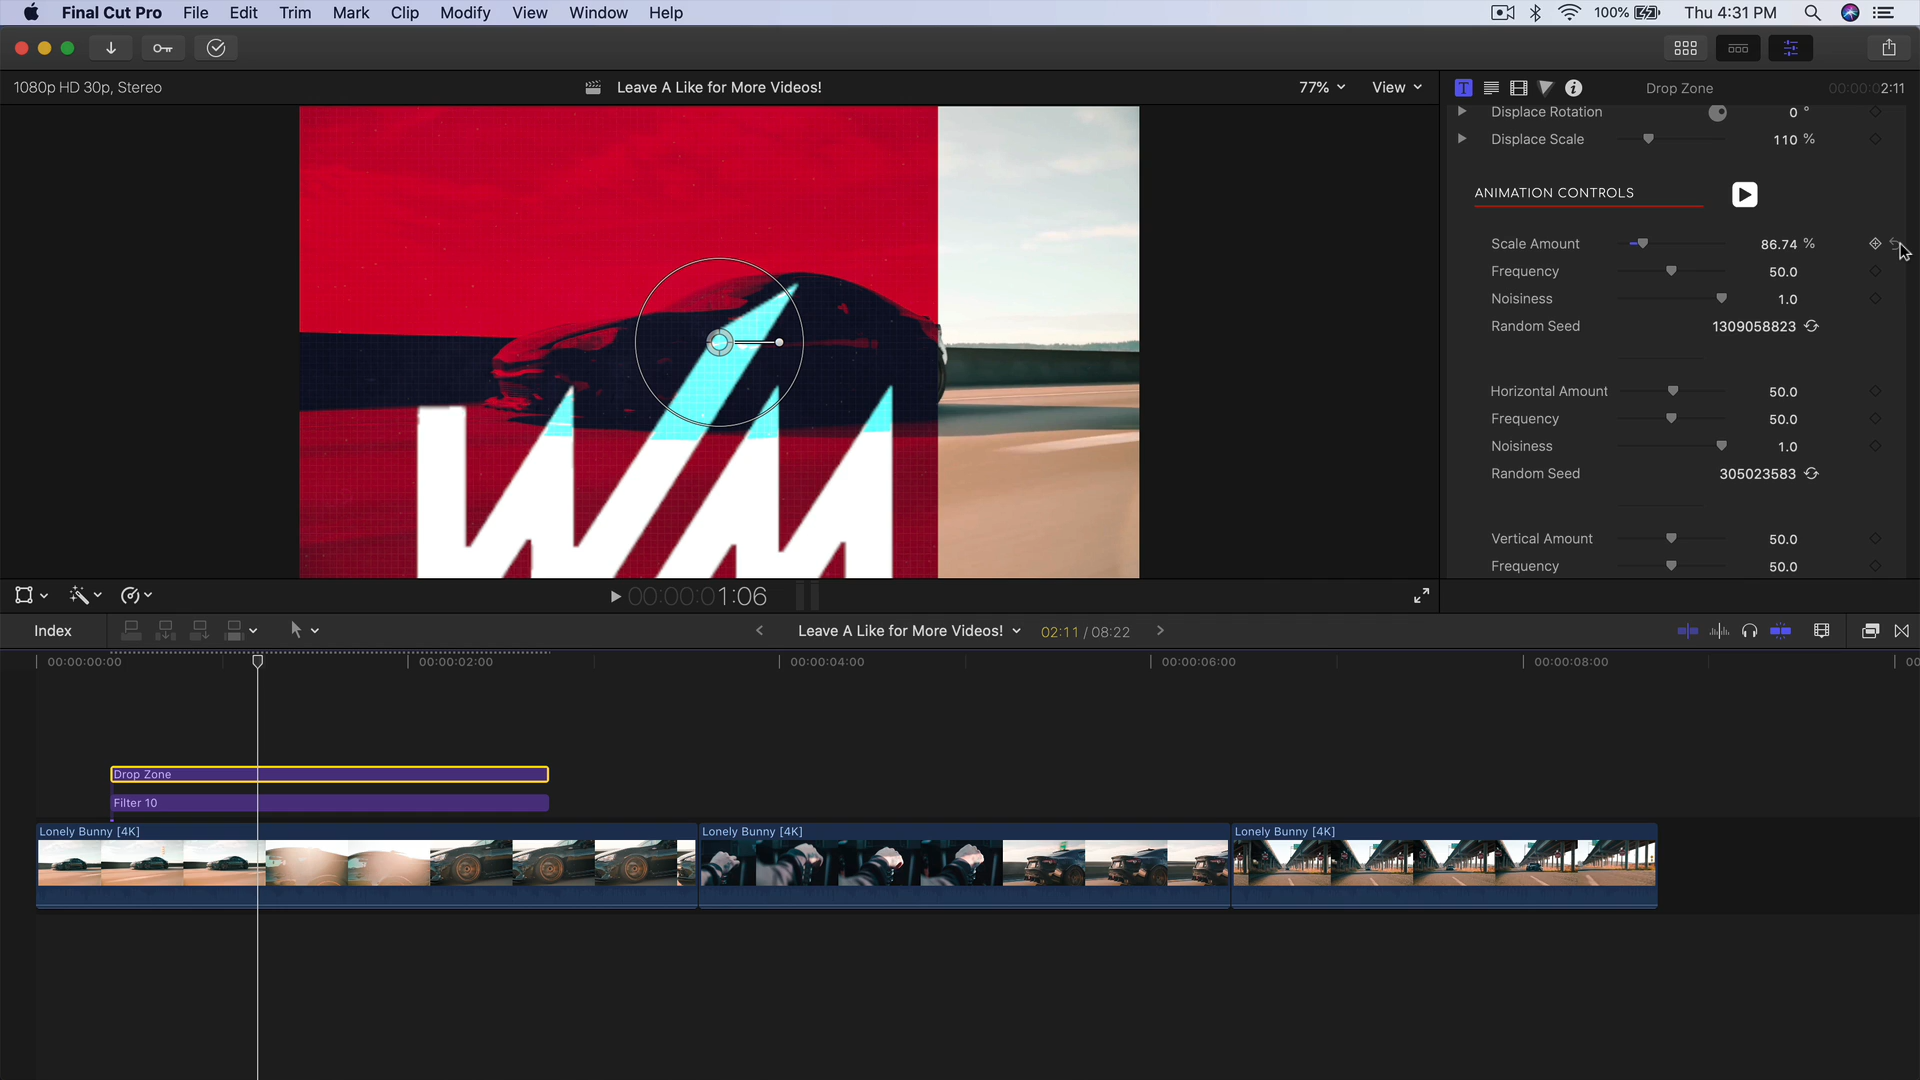 Final Cut Pro File Edit Trim Mark Clip Modify View Window Help 100% Thu 4:31 PM
1080p HD 30p, Stereo Leave A Like for More Videos! 77% View T Drop Zone 00:00:02:11
Displace Rotation 0 °
Displace Scale 110 %
ANIMATION CONTROLS
Scale Amount 86.74 %
Frequency 50.0
Noisiness 1.0
Random Seed 1309058823
Horizontal Amount 50.0
Frequency 50.0
Noisiness 1.0
Random Seed 305023583
Vertical Amount 50.0
Frequency 50.0
00:00:01:06
Index Leave A Like for More Videos! 02:11 / 08:22
00:00:00:00 00:00:02:00 00:00:04:00 00:00:06:00 00:00:08:00 00
Drop Zone
Filter 10
Lonely Bunny [4K] Lonely Bunny [4K] Lonely Bunny [4K]